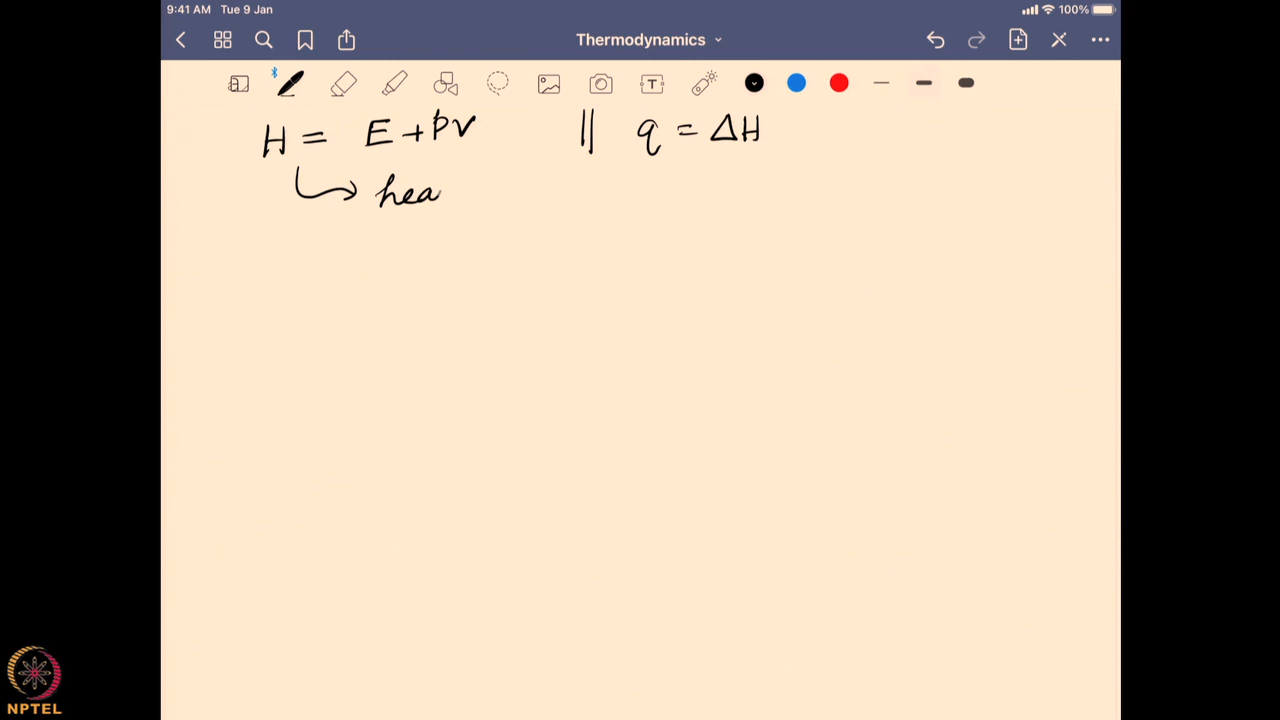 9:41 AM Tue 9 Jan 100%
Thermodynamics
T
H = E + PV || q = ΔH
hea
NPTEL